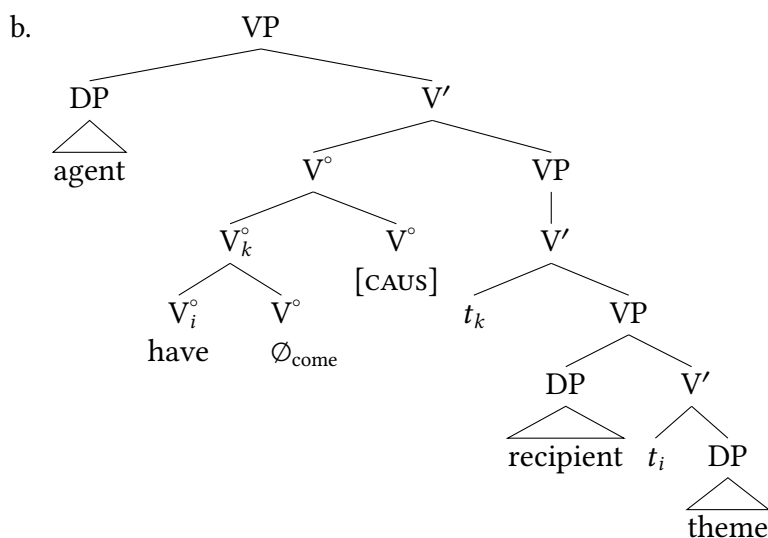 b. VP
DP V′
agent V° VP
V°ₖ V° V′
[CAUS]
V°ᵢ V° tₖ VP
have ∅come
DP V′
recipient tᵢ DP
theme